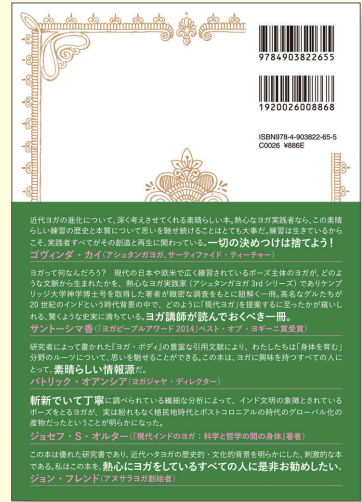 9784903822655
1920026008868
ISBN978-4-903822-65-5
C0026 ¥886E
近代ヨガの進化について、深く考えさせてくれる素晴らしい本。熱心なヨガ実践者なら、この素晴
らしい練習の歴史と本質について思いを馳せ続けることはとても大事だ。練習は生きているから
こそ、実践者すべてがその創造と再生に関わっている。一切の決めつけは捨てよう！
ゴヴィンダ・カイ（アシュタンガヨガ、サーティファイド・ティーチャー）
ヨガって何なんだろう？　現代の日本や欧米で広く練習されているポーズ主体のヨガが、どのよ
うな文脈から生まれたかを、熱心なヨガ実践家（アシュタンガヨガ 3rd シリーズ）でありケンブ
リッジ大学神学博士号を取得した著者が緻密な調査をもとに紐解く一冊。高名なグルたちが
20 世紀のインドという時代背景の中で、どのように「現代ヨガ」を提案するに至ったかが窺いし
れる、驚くような史実に満ちている。ヨガ講師が読んでおくべき一冊。
サントーシマ香（『ヨガピープルアワード 2014』ベスト・オブ・ヨギーニ賞受賞）
研究者によって書かれた『ヨガ・ボディ』の豊富な引用文献により、わたしたちは「身体を育む」
分野のルーツについて、思いを馳せることができる。この本は、ヨガに興味を持つすべての人に
とって、素晴らしい情報源だ。
パトリック・オアンシア（ヨガジャヤ・ディレクター）
斬新でいて丁寧に調べられている繊細な分析によって、インド文明の象徴とされている
ポーズをとるヨガが、実は紛れもなく植民地時代とポストコロニアルの時代のグローバル化の
産物だったということが明らかになった。
ジョセフ・S・オルター（『現代インドのヨガ：科学と哲学の間の身体』著者）
この本は優れた研究書であり、近代ハタヨガの歴史的・文化的背景を明らかにした、刺激的な本
である。私はこの本を、熱心にヨガをしているすべての人に是非お勧めしたい。
ジョン・フレンド（アヌサラヨガ創始者）